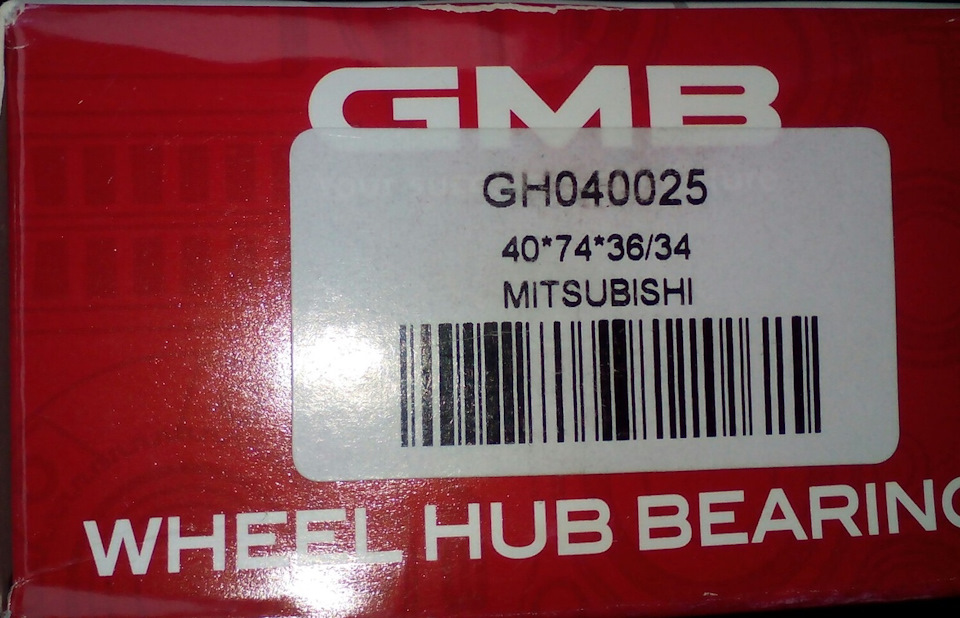 GMB
GH040025
40*74*36/34
MITSUBISHI
WHEEL HUB BEARING